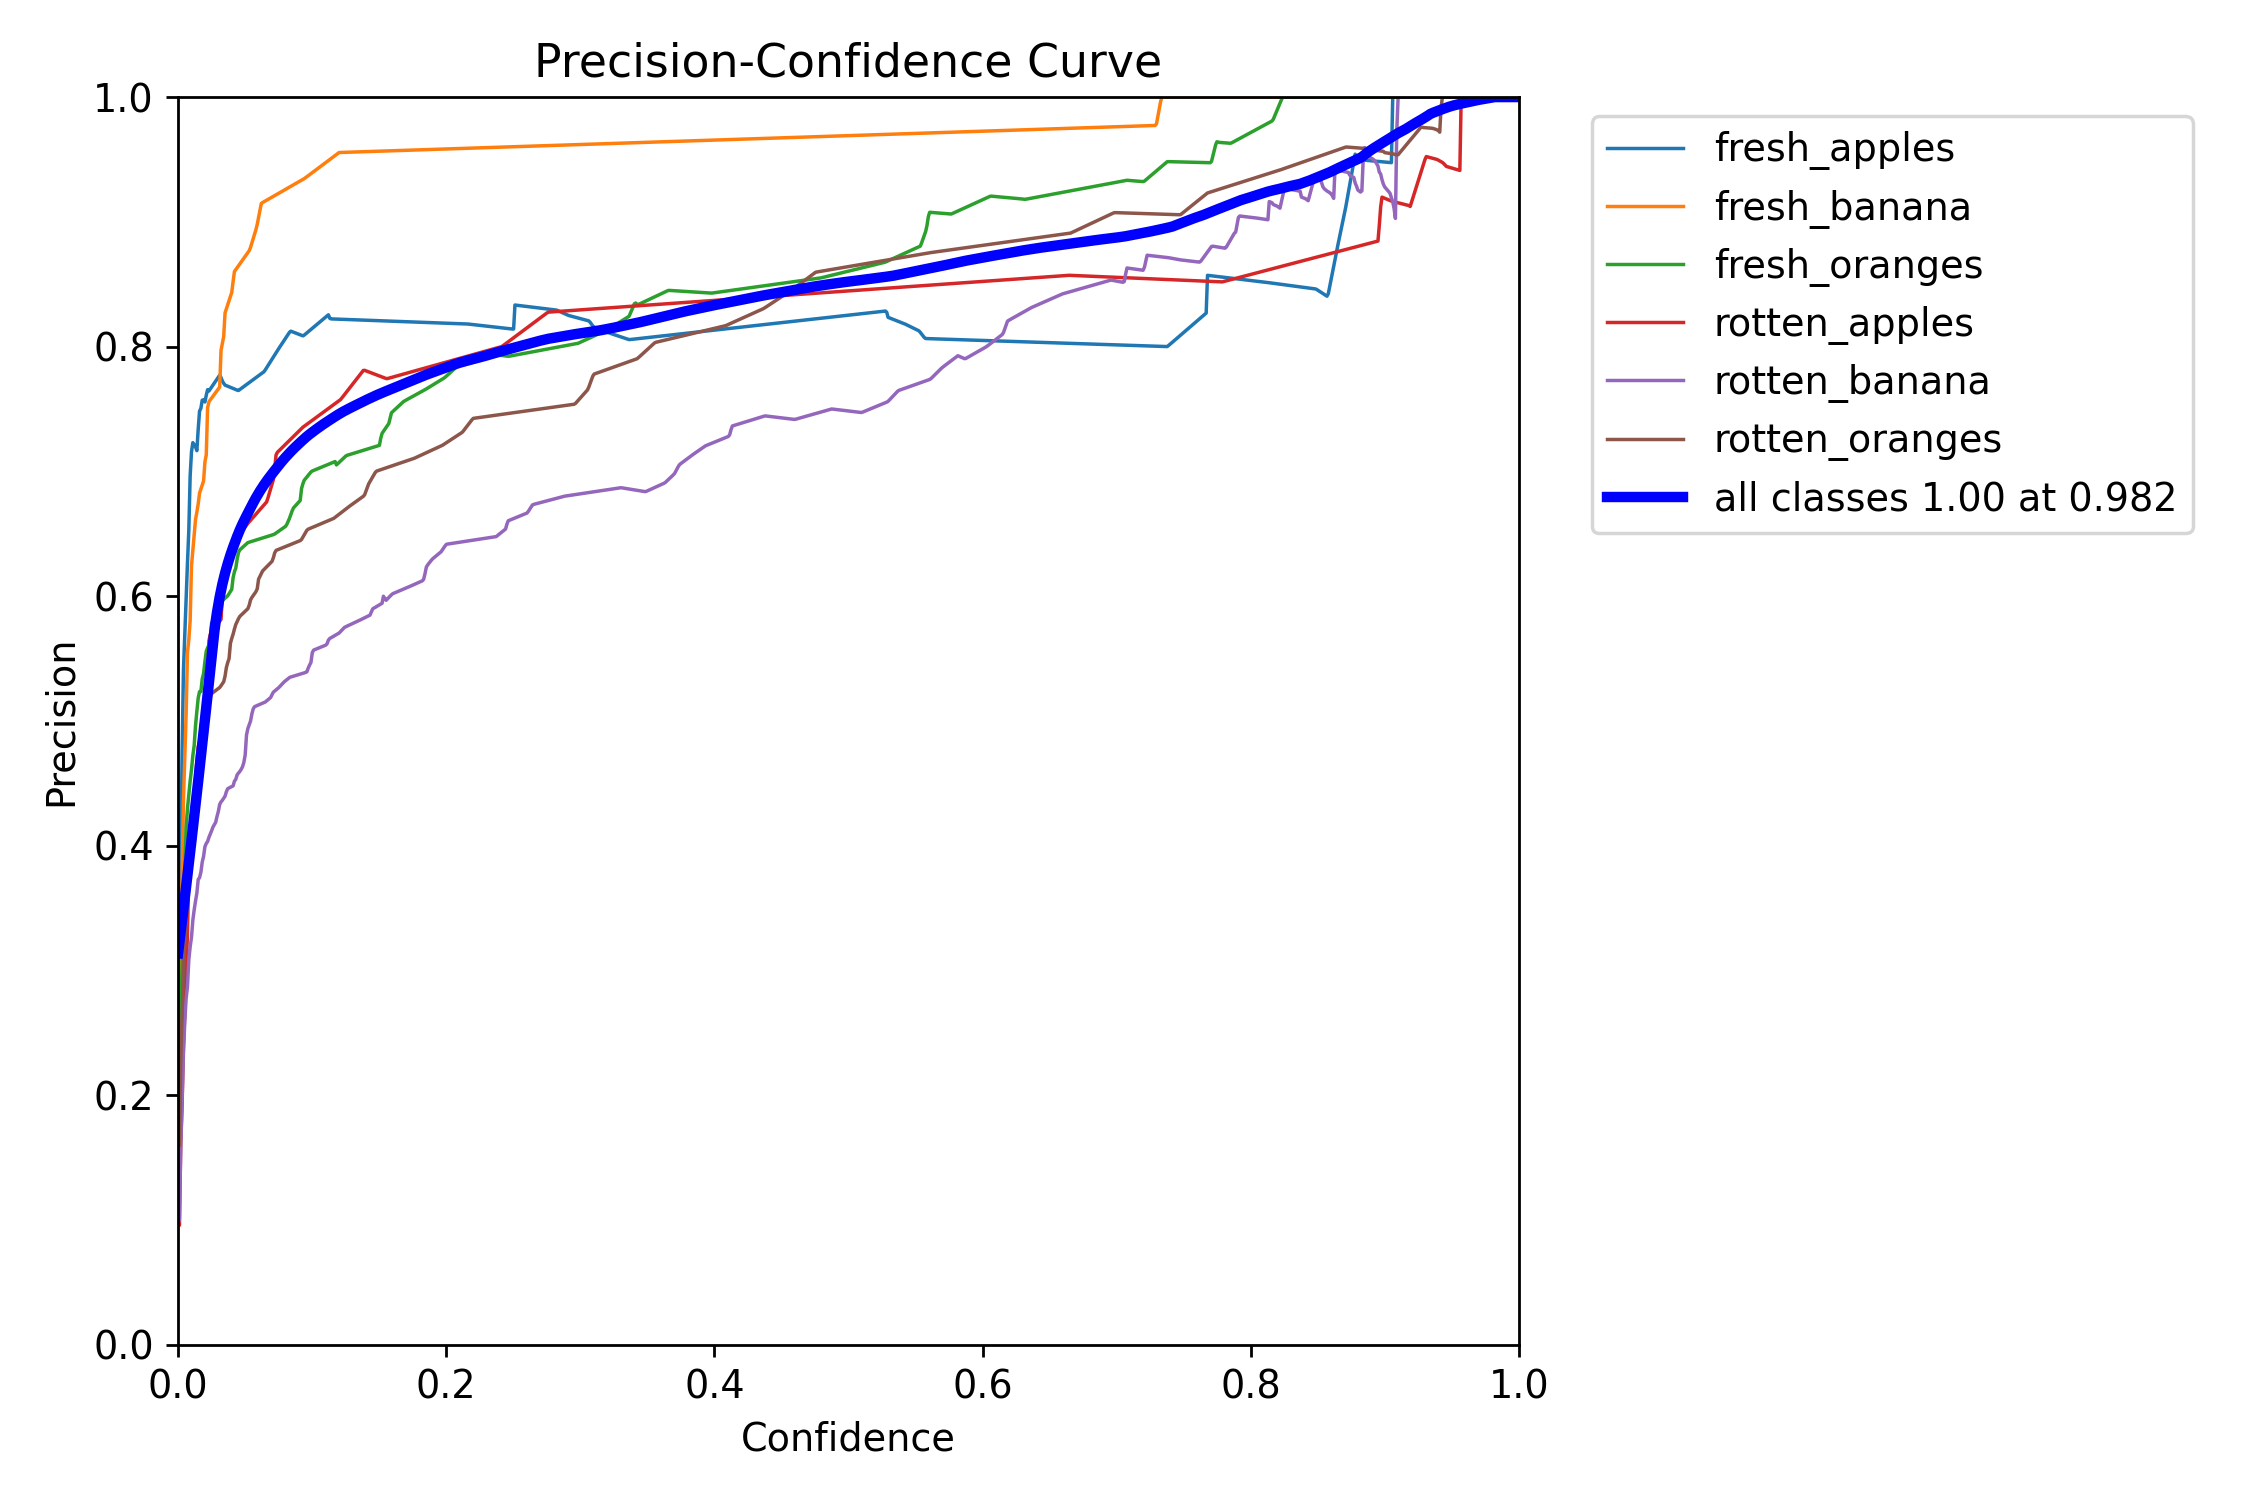 Precision-Confidence Curve
1.0
0.8
0.6
0.4
0.2
0.0
Precision
0.0 0.2 0.4 0.6 0.8 1.0
Confidence
fresh_apples
fresh_banana
fresh_oranges
rotten_apples
rotten_banana
rotten_oranges
all classes 1.00 at 0.982